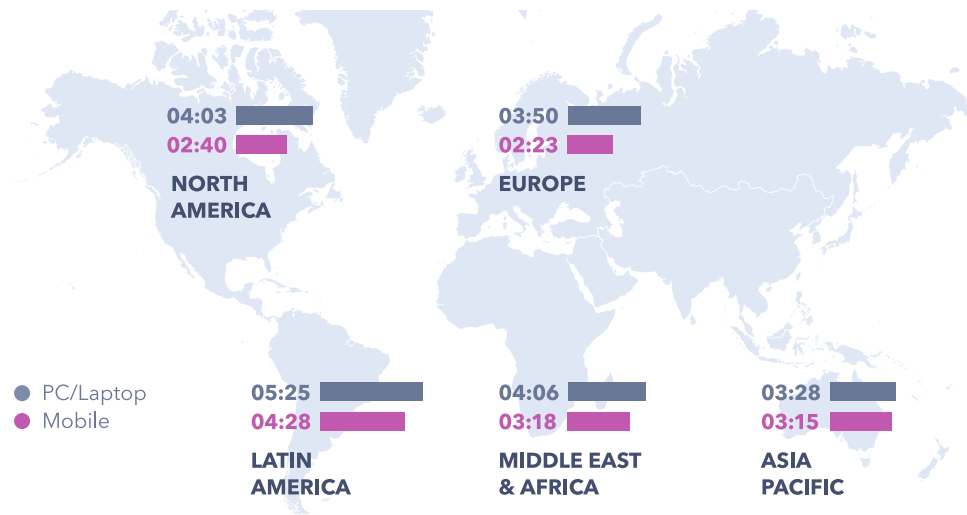 04:03
02:40
NORTH
AMERICA
03:50
02:23
EUROPE
PC/Laptop
Mobile
05:25
04:28
LATIN
AMERICA
04:06
03:18
MIDDLE EAST
& AFRICA
03:28
03:15
ASIA
PACIFIC